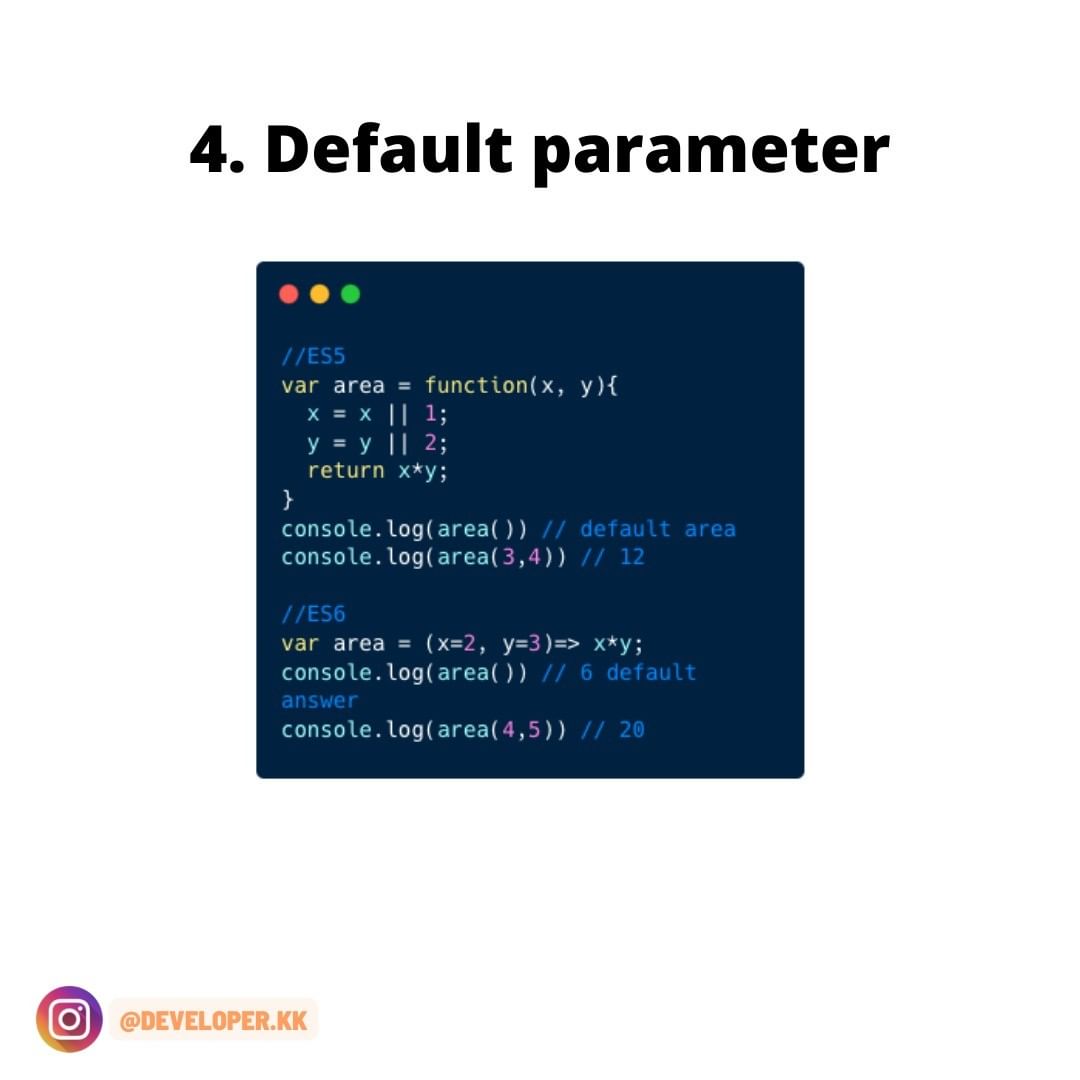 4. Default parameter
//ES5
var area = function(x, y){
  x = x || 1;
  y = y || 2;
  return x*y;
}
console.log(area()) // default area
console.log(area(3,4)) // 12
//ES6
var area = (x=2, y=3)=> x*y;
console.log(area()) // 6 default
answer
console.log(area(4,5)) // 20
@DEVELOPER.KK